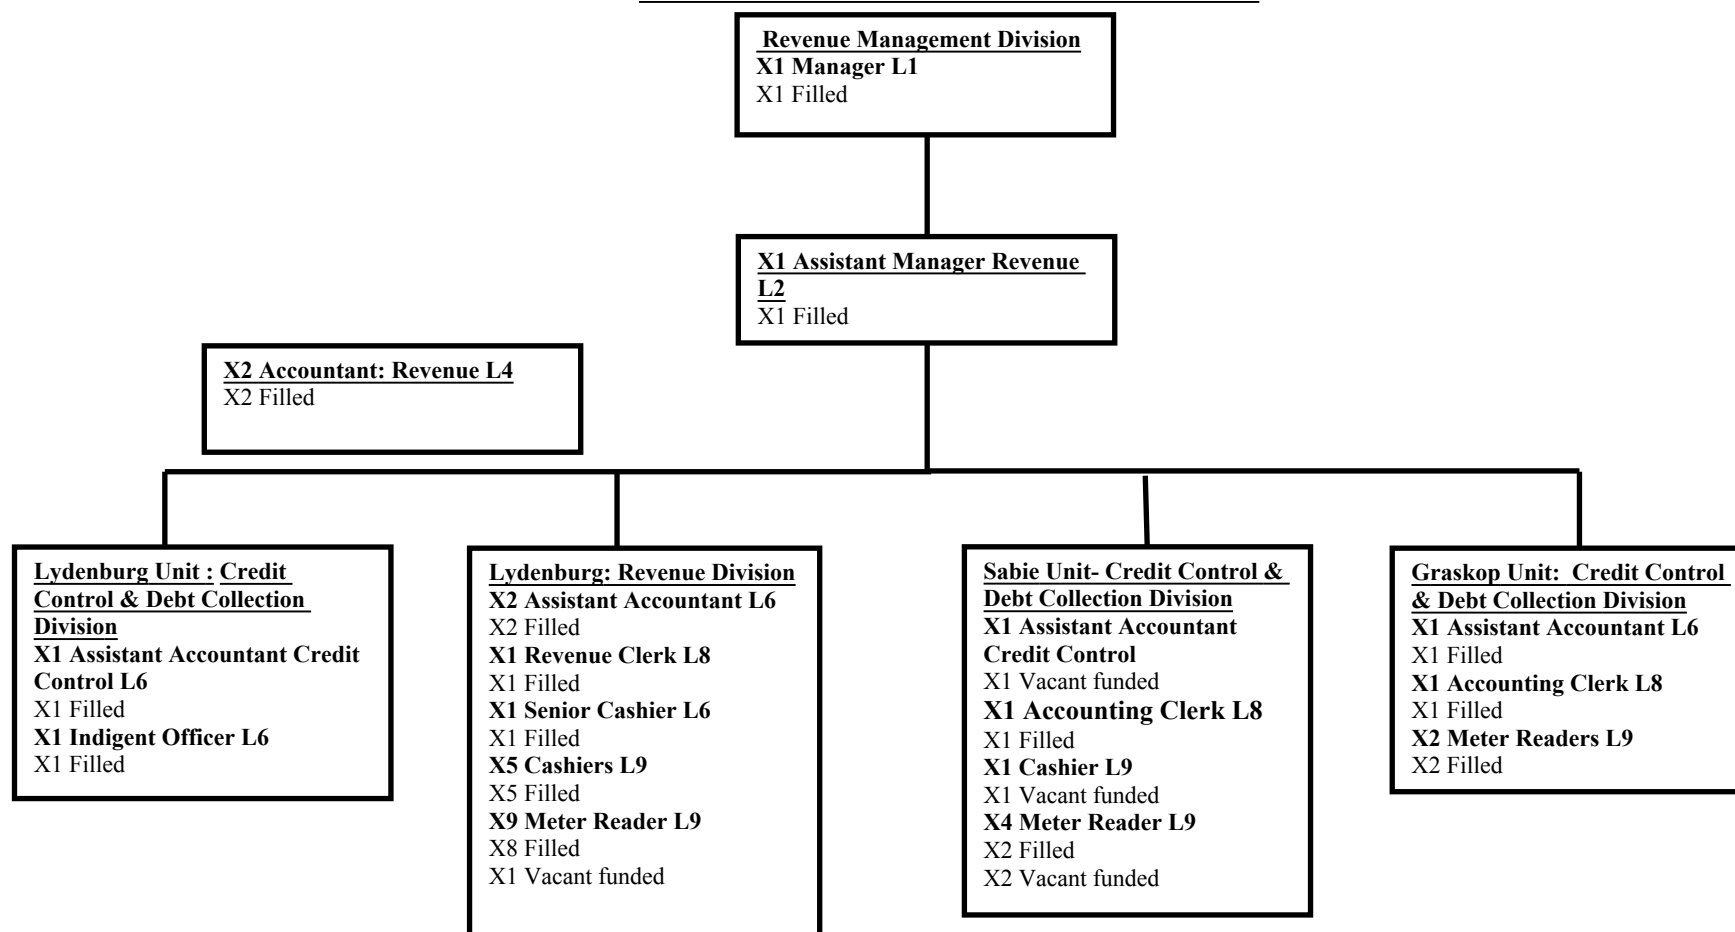 Revenue Management Division
X1 Manager L1
X1 Filled
X1 Assistant Manager Revenue
L2
X1 Filled
X2 Accountant: Revenue L4
X2 Filled
Lydenburg Unit : Credit
Control & Debt Collection
Division
X1 Assistant Accountant Credit
Control L6
X1 Filled
X1 Indigent Officer L6
X1 Filled
Lydenburg: Revenue Division
X2 Assistant Accountant L6
X2 Filled
X1 Revenue Clerk L8
X1 Filled
X1 Senior Cashier L6
X1 Filled
X5 Cashiers L9
X5 Filled
X9 Meter Reader L9
X8 Filled
X1 Vacant funded
Sabie Unit- Credit Control &
Debt Collection Division
X1 Assistant Accountant
Credit Control
X1 Vacant funded
X1 Accounting Clerk L8
X1 Filled
X1 Cashier L9
X1 Vacant funded
X4 Meter Reader L9
X2 Filled
X2 Vacant funded
Graskop Unit: Credit Control
& Debt Collection Division
X1 Assistant Accountant L6
X1 Filled
X1 Accounting Clerk L8
X1 Filled
X2 Meter Readers L9
X2 Filled